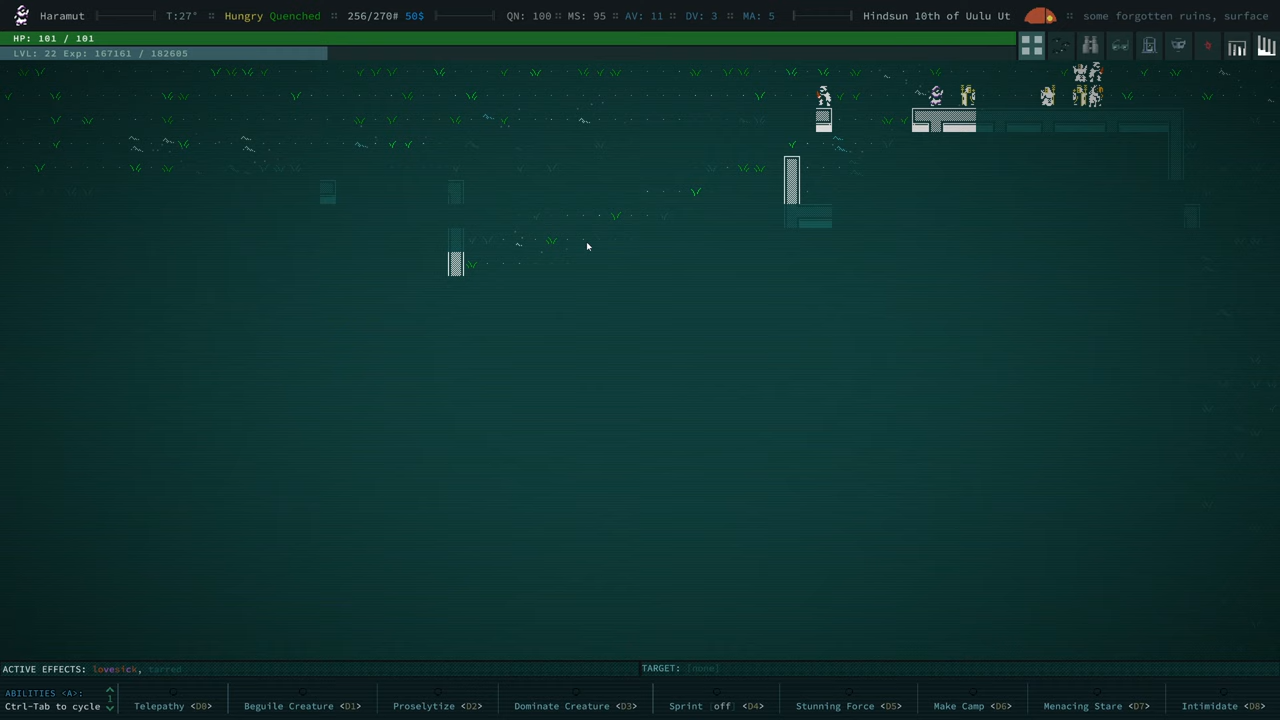 Haramut T:27° :: Hungry Quenched :: 256/270# 50$ QN: 100 :: MS: 95 :: AV: 11 :: DV: 3 :: MA: 5 Hindsun 10th of Uulu Ut :: some forgotten ruins, surface
HP: 101 / 101
LVL: 22 Exp: 167161 / 182605
ACTIVE EFFECTS: lovesick, tarred
TARGET: [none]
ABILITIES <A>:
Ctrl-Tab to cycle
1
Telepathy <D0>
Beguile Creature <D1>
Proselytize <D2>
Dominate Creature <D3>
Sprint [off] <D4>
Stunning Force <D5>
Make Camp <D6>
Menacing Stare <D7>
Intimidate <D8>